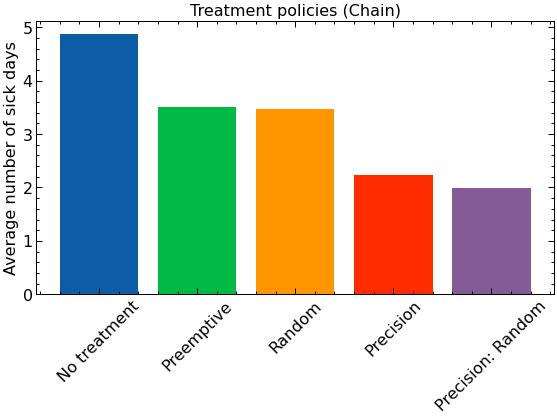 Treatment policies (Chain)
Average number of sick days
5
4
3
2
1
0
No treatment
Preemptive
Random
Precision
Precision: Random